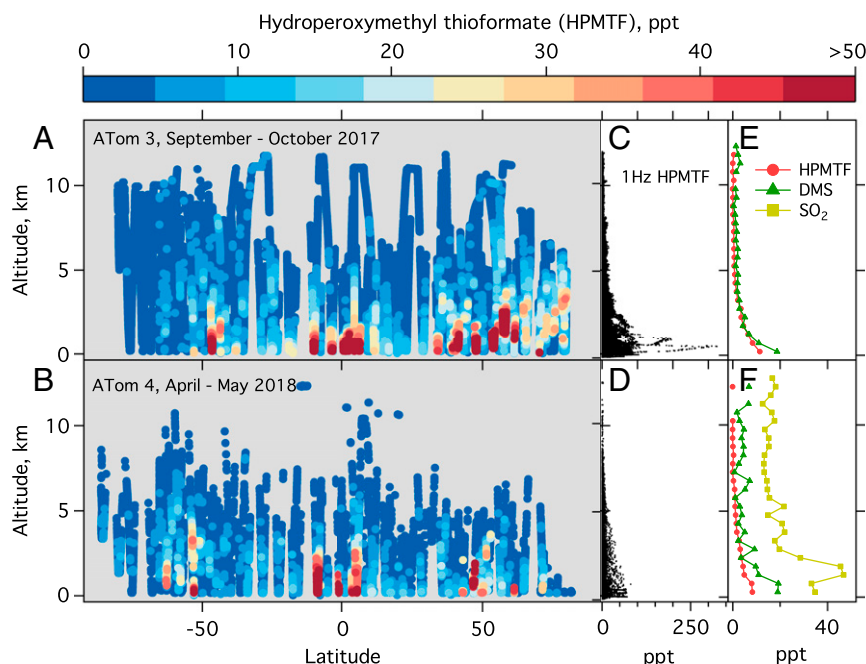 Hydroperoxymethyl thioformate (HPMTF), ppt
0 10 20 30 40 >50
A ATom 3, September - October 2017
C
1Hz HPMTF
E
HPMTF
DMS
SO₂
Altitude, km
10
5
0
B ATom 4, April - May 2018
D
F
Altitude, km
10
5
0
-50 0 50
Latitude
0 250
ppt
0 40
ppt